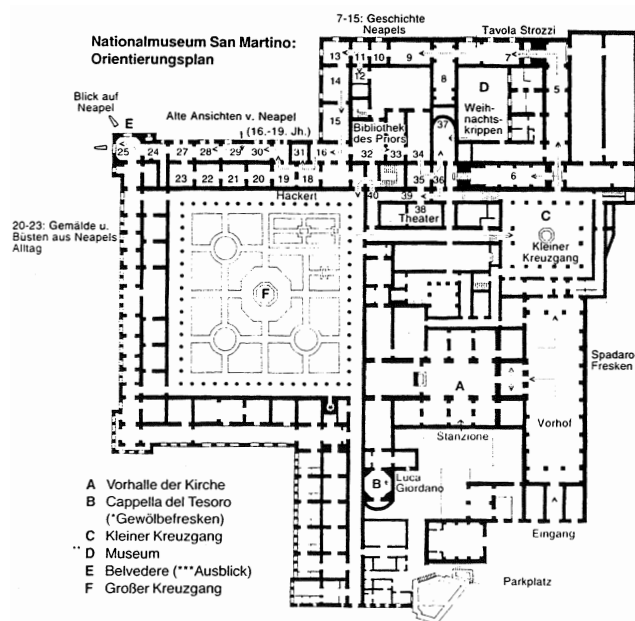 7-15: Geschichte
Neapels
Tavola Strozzi
Nationalmuseum San Martino:
Orientierungsplan
13
11
10
9
8
7
14
12
D
Weih-
nachts-
krippen
5
Blick auf
Neapel
E
Alte Ansichten v. Neapel
(16.-19. Jh.)
15
Bibliothek
des Priors
37
25
24
27
28
29
30
31
16
32
33
34
23
22
21
20
19
18
35
36
6
Hackert
40
39
38
Theater
C
Kleiner
Kreuzgang
20-23: Gemälde u.
Büsten aus Neapels
Alltag
F
Spadaro
Fresken
A
Vorhof
Stanzione
B
Luca
Giordano
Eingang
Parkplatz
A Vorhalle der Kirche
B Cappella del Tesoro
(*Gewölbefresken)
C Kleiner Kreuzgang
** D Museum
E Belvedere (***Ausblick)
F Großer Kreuzgang